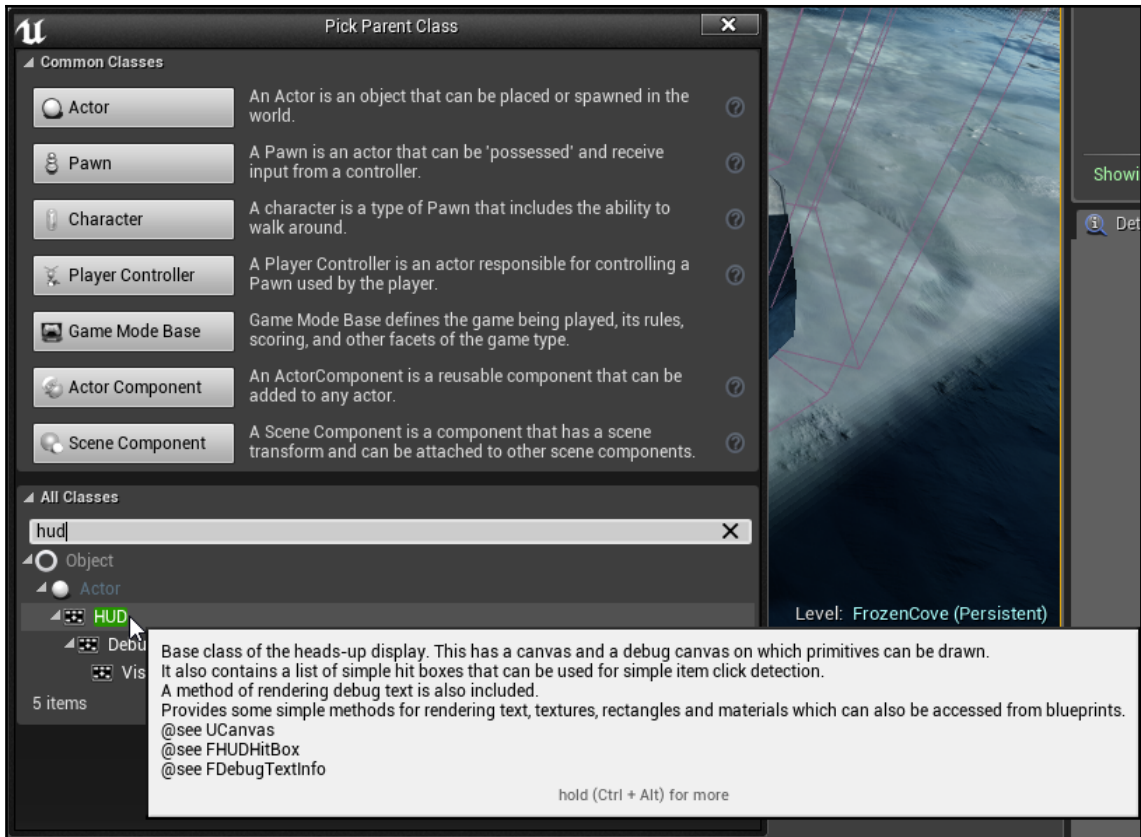 Pick Parent Class
Common Classes
Actor
An Actor is an object that can be placed or spawned in the
world.
Pawn
A Pawn is an actor that can be 'possessed' and receive
input from a controller.
Character
A character is a type of Pawn that includes the ability to
walk around.
Player Controller
A Player Controller is an actor responsible for controlling a
Pawn used by the player.
Game Mode Base
Game Mode Base defines the game being played, its rules,
scoring, and other facets of the game type.
Actor Component
An ActorComponent is a reusable component that can be
added to any actor.
Scene Component
A Scene Component is a component that has a scene
transform and can be attached to other scene components.
All Classes
hud
Object
Actor
HUD
Debu
Vis
5 items
Base class of the heads-up display. This has a canvas and a debug canvas on which primitives can be drawn.
It also contains a list of simple hit boxes that can be used for simple item click detection.
A method of rendering debug text is also included.
Provides some simple methods for rendering text, textures, rectangles and materials which can also be accessed from blueprints.
@see UCanvas
@see FHUDHitBox
@see FDebugTextInfo
hold (Ctrl + Alt) for more
Level: FrozenCove (Persistent)
Showi
Det